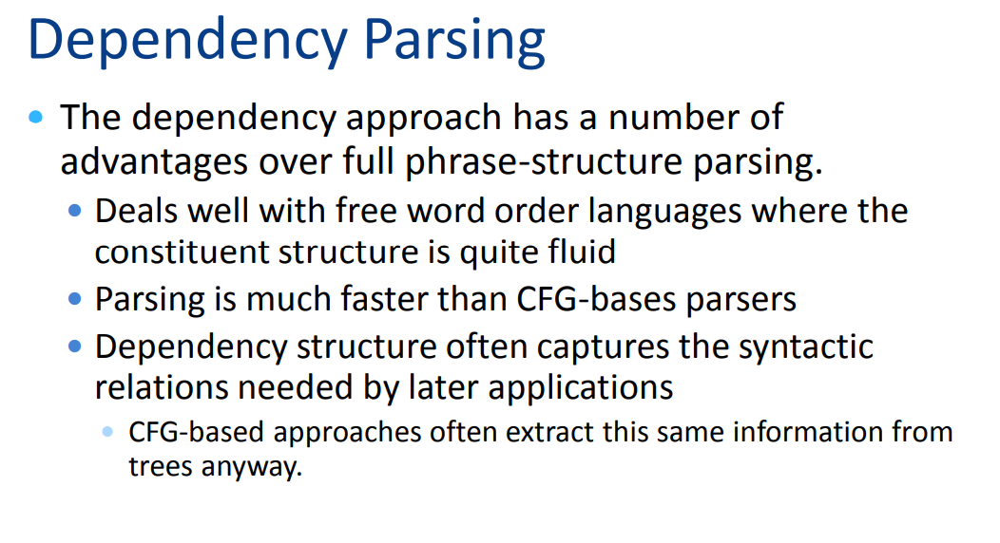 Dependency Parsing
• The dependency approach has a number of
advantages over full phrase-structure parsing.
• Deals well with free word order languages where the
constituent structure is quite fluid
• Parsing is much faster than CFG-bases parsers
• Dependency structure often captures the syntactic
relations needed by later applications
• CFG-based approaches often extract this same information from
trees anyway.